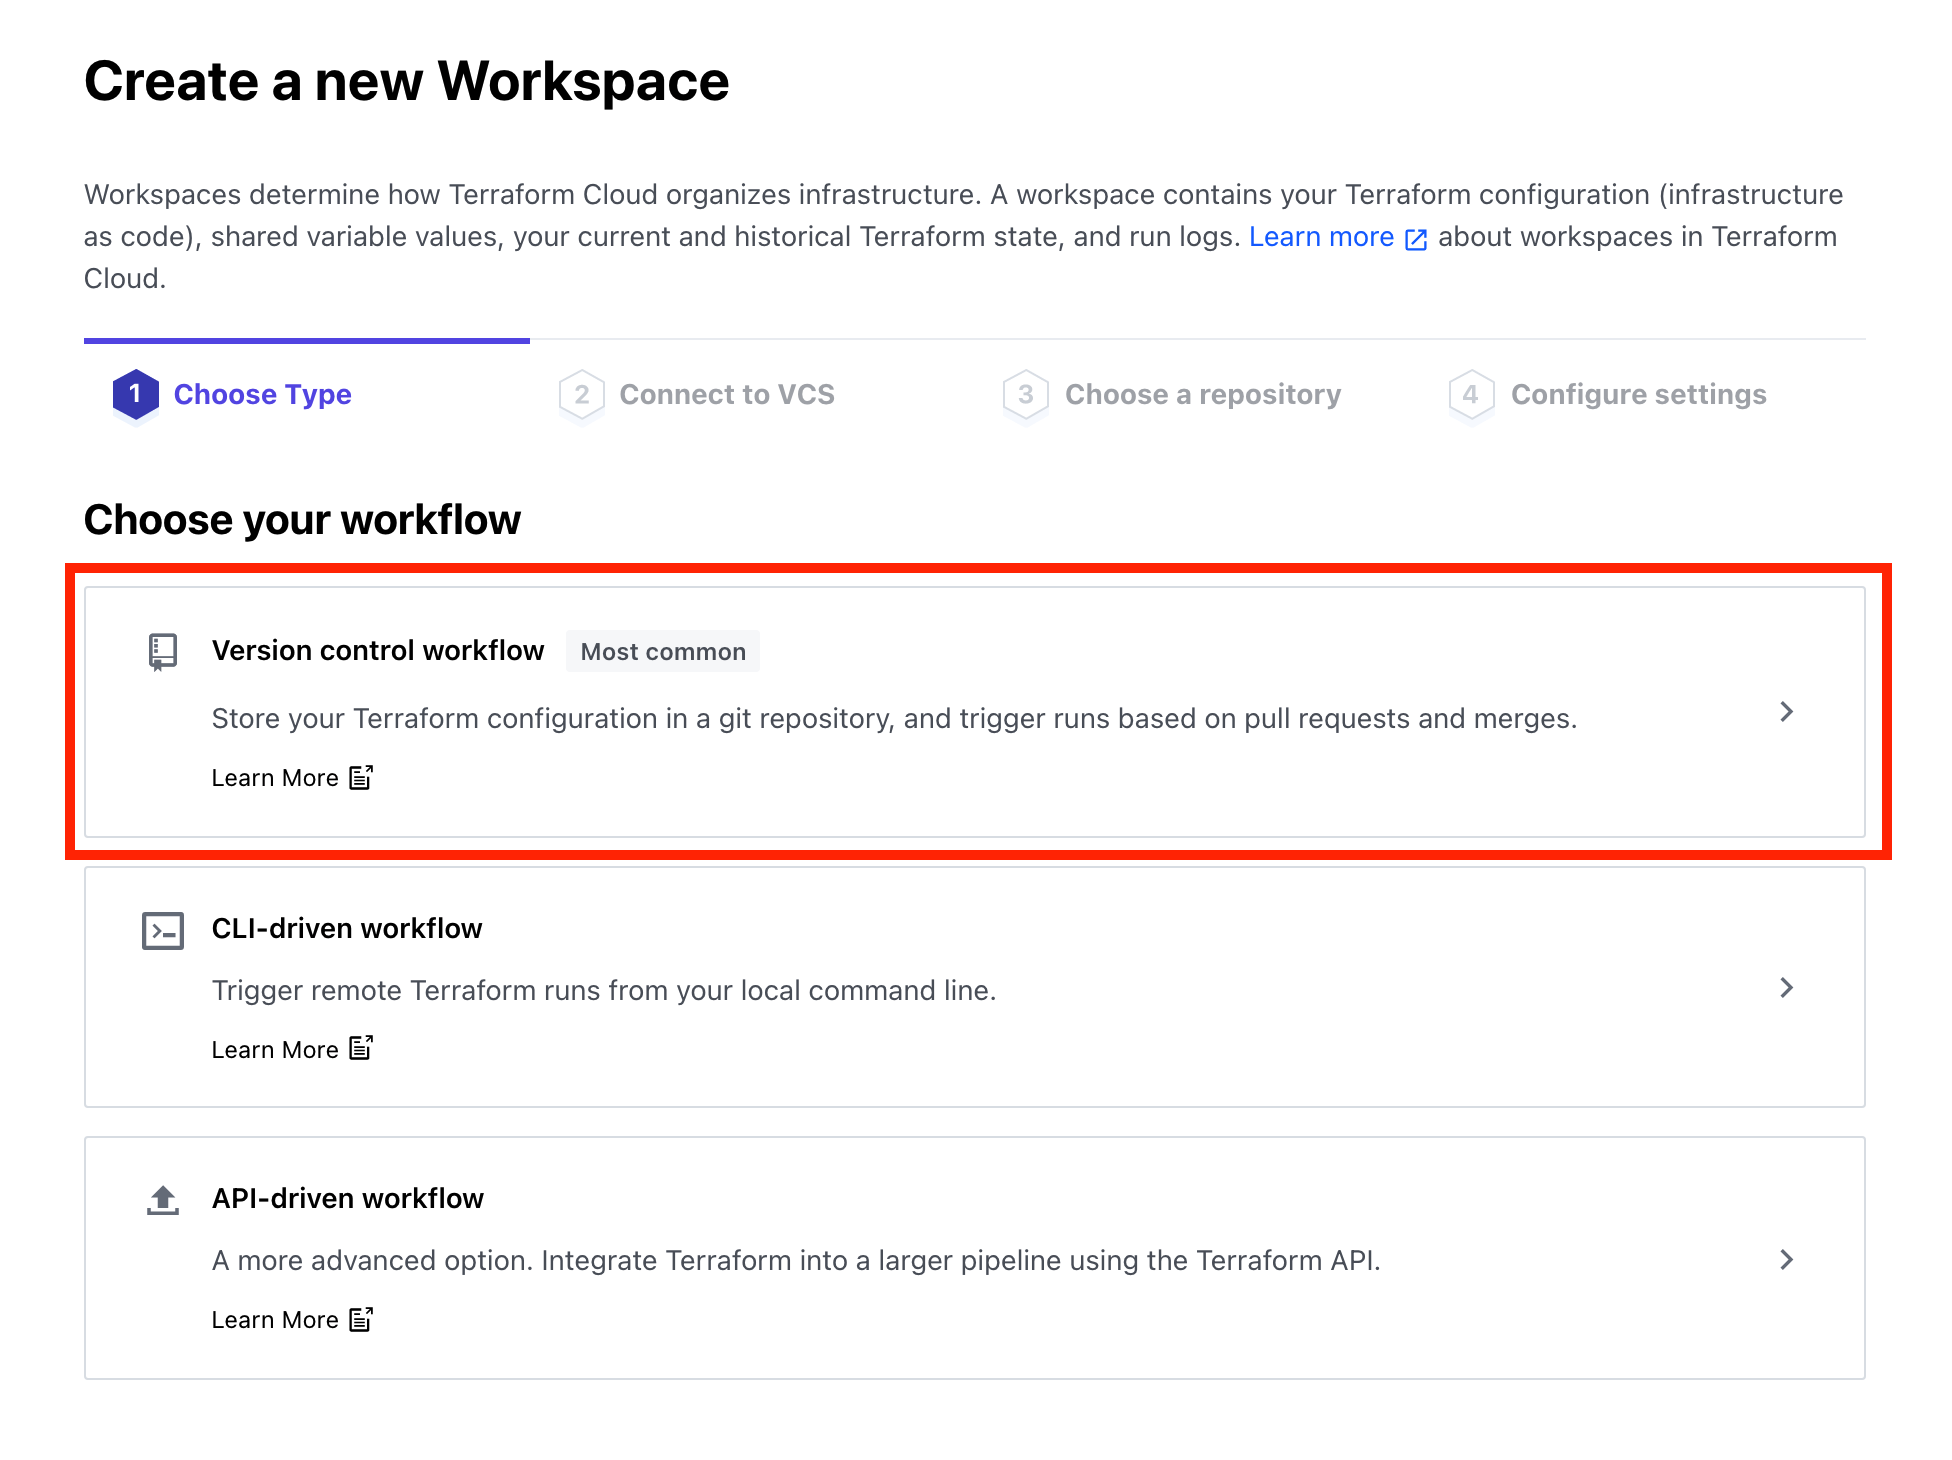 Create a new Workspace
Workspaces determine how Terraform Cloud organizes infrastructure. A workspace contains your Terraform configuration (infrastructure
as code), shared variable values, your current and historical Terraform state, and run logs. Learn more about workspaces in Terraform
Cloud.
1 Choose Type
2 Connect to VCS
3 Choose a repository
4 Configure settings
Choose your workflow
Version control workflow Most common
Store your Terraform configuration in a git repository, and trigger runs based on pull requests and merges.
Learn More
CLI-driven workflow
Trigger remote Terraform runs from your local command line.
Learn More
API-driven workflow
A more advanced option. Integrate Terraform into a larger pipeline using the Terraform API.
Learn More